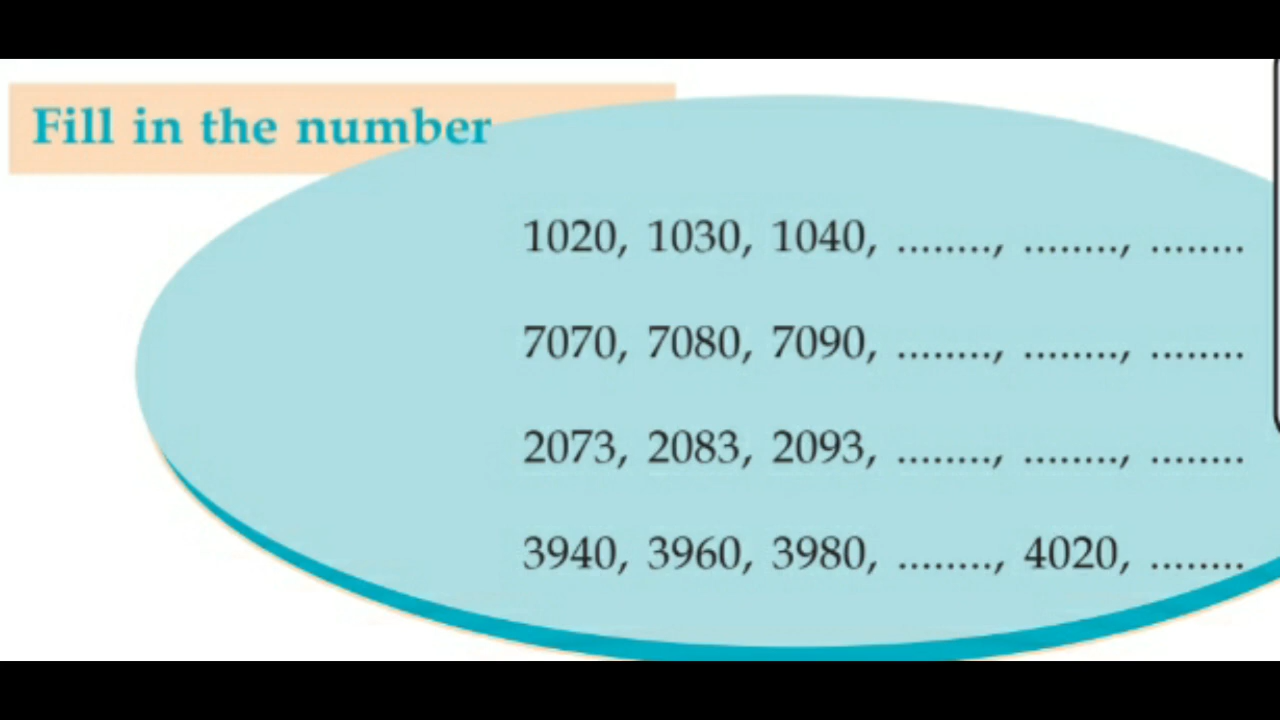 Fill in the number
1020, 1030, 1040, ........, ........, ........
7070, 7080, 7090, ........, ........, ........
2073, 2083, 2093, ........, ........, ........
3940, 3960, 3980, ........, 4020, ........